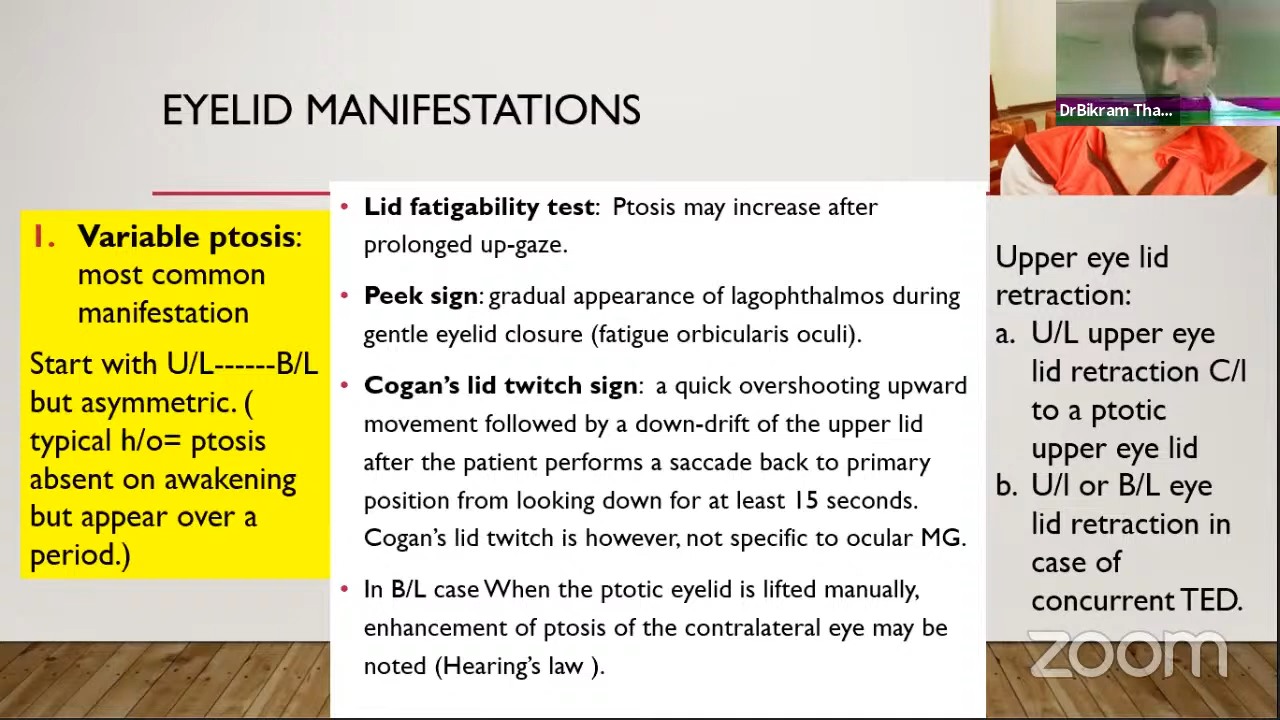 EYELID MANIFESTATIONS
DrBikram Tha...
1. Variable ptosis:
most common
manifestation
Start with U/L------B/L
but asymmetric. (
typical h/o= ptosis
absent on awakening
but appear over a
period.)
• Lid fatigability test: Ptosis may increase after
prolonged up-gaze.
• Peek sign: gradual appearance of lagophthalmos during
gentle eyelid closure (fatigue orbicularis oculi).
• Cogan's lid twitch sign: a quick overshooting upward
movement followed by a down-drift of the upper lid
after the patient performs a saccade back to primary
position from looking down for at least 15 seconds.
Cogan's lid twitch is however, not specific to ocular MG.
• In B/L case When the ptotic eyelid is lifted manually,
enhancement of ptosis of the contralateral eye may be
noted (Hearing's law ).
Upper eye lid
retraction:
a. U/L upper eye
lid retraction C/l
to a ptotic
upper eye lid
b. U/l or B/L eye
lid retraction in
case of
concurrent TED.
zoom